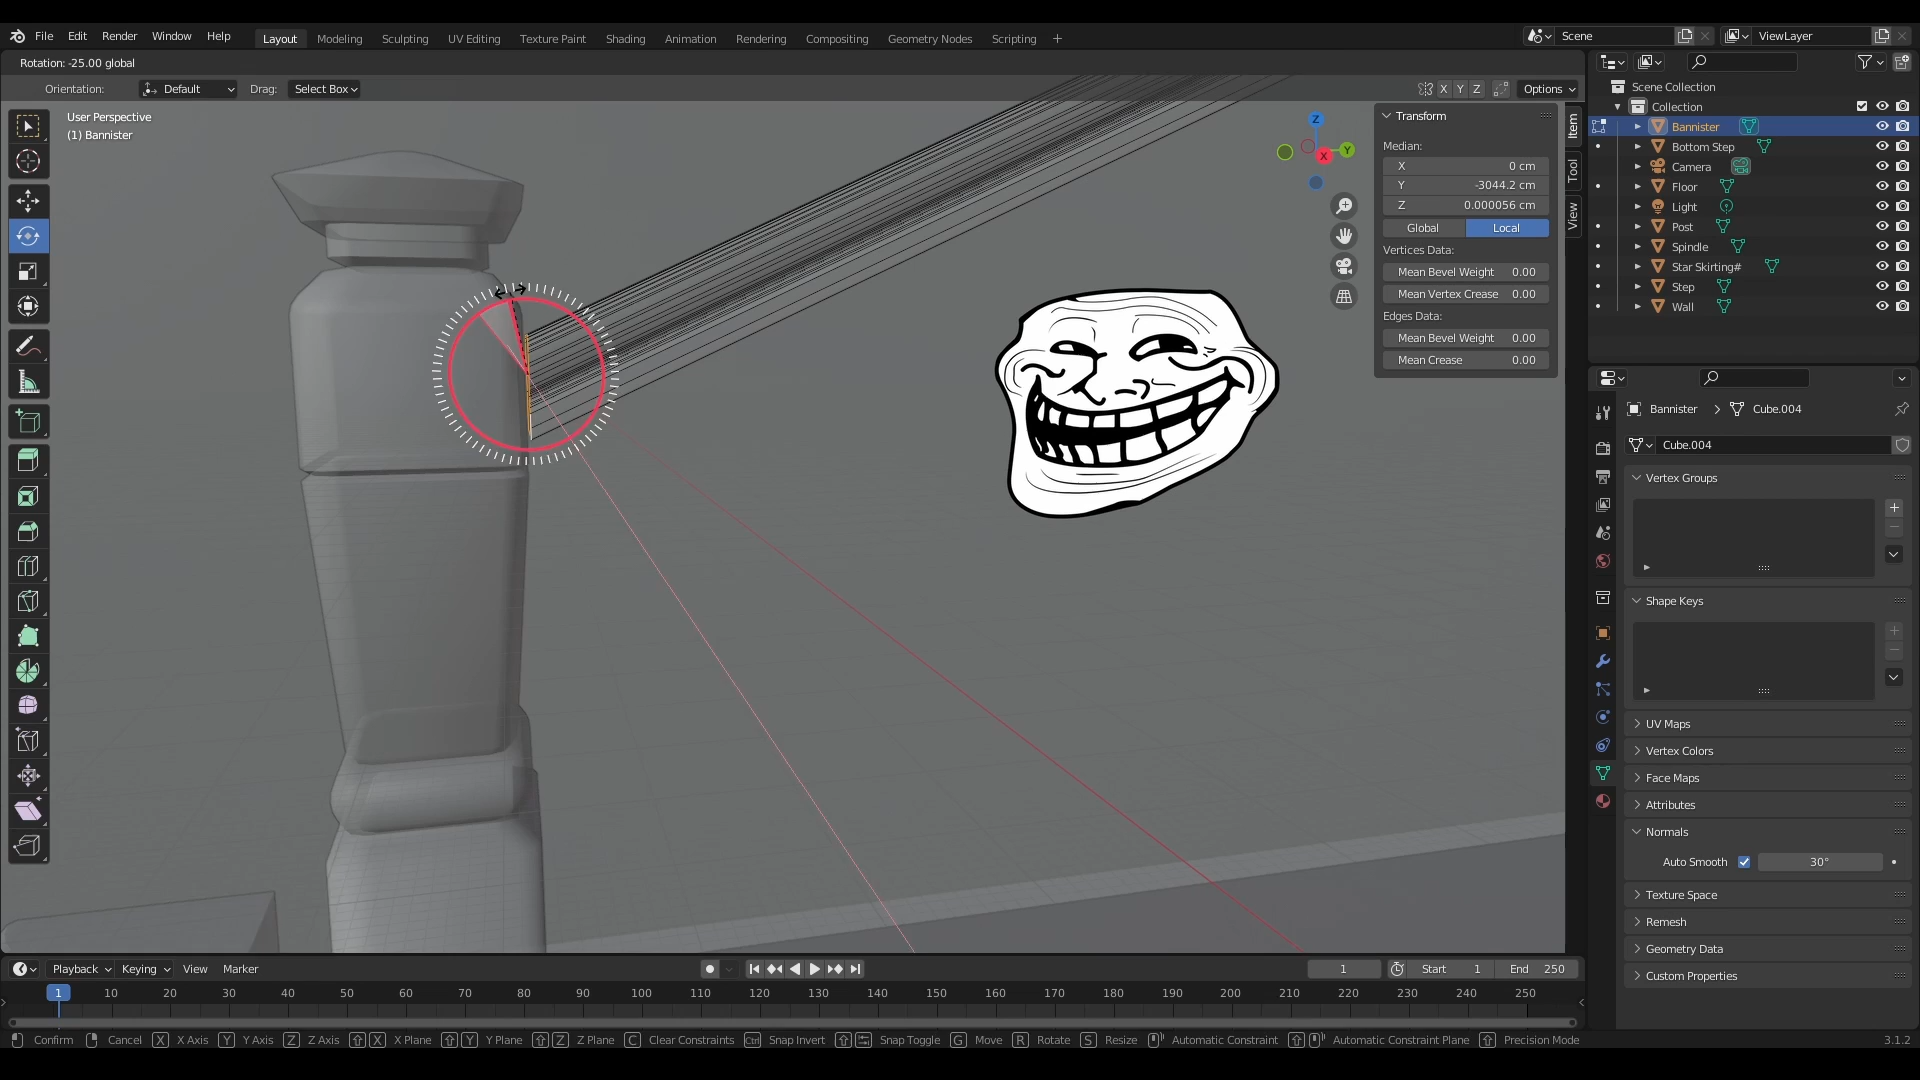 File Edit Render Window Help Layout Modeling Sculpting UV Editing Texture Paint Shading Animation Rendering Compositing Geometry Nodes Scripting + Scene ViewLayer
Rotation: -25.00 global
Orientation: Default Drag: Select Box X Y Z Options
User Perspective
(1) Bannister
Z
X
Y
Transform
Median:
X 0 cm
Y -3044.2 cm
Z 0.000056 cm
Global Local
Vertices Data:
Mean Bevel Weight 0.00
Mean Vertex Crease 0.00
Edges Data:
Mean Bevel Weight 0.00
Mean Crease 0.00
Item
Tool
View
Scene Collection
Collection
Bannister
Bottom Step
Camera
Floor
Light
Post
Spindle
Star Skirting#
Step
Wall
Bannister > Cube.004
Cube.004
Vertex Groups
Shape Keys
UV Maps
Vertex Colors
Face Maps
Attributes
Normals
Auto Smooth 30°
Texture Space
Remesh
Geometry Data
Custom Properties
Playback Keying View Marker 1 Start 1 End 250
1 10 20 30 40 50 60 70 80 90 100 110 120 130 140 150 160 170 180 190 200 210 220 230 240 250
Confirm Cancel X X Axis Y Y Axis Z Z Axis X X Plane Y Y Plane Z Z Plane C Clear Constraints Ctrl Snap Invert Snap Toggle G Move R Rotate S Resize Automatic Constraint Automatic Constraint Plane Precision Mode 3.1.2